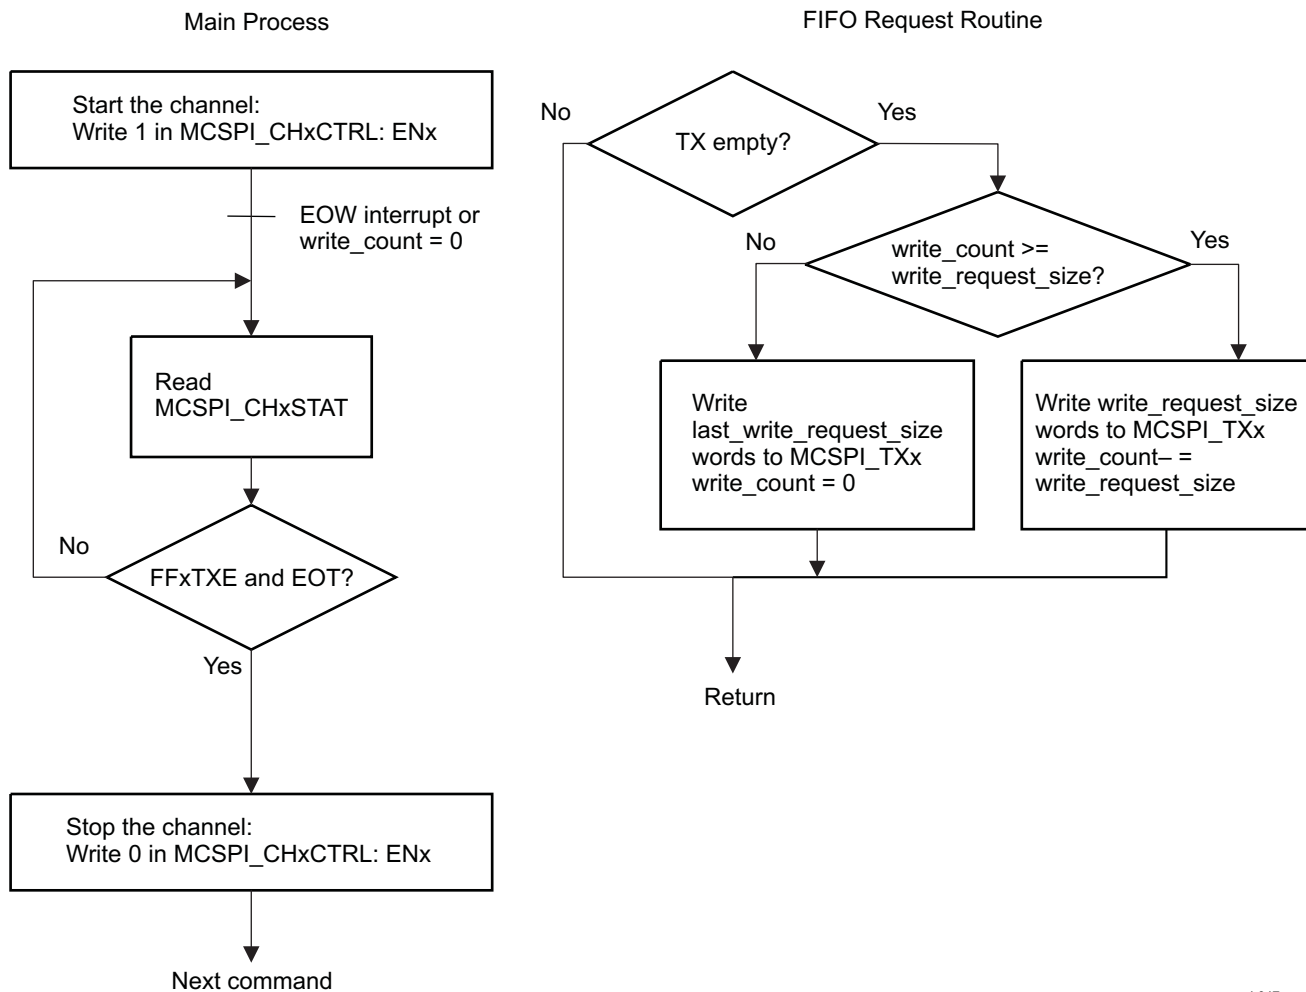 Main Process
FIFO Request Routine
Start the channel:
Write 1 in MCSPI_CHxCTRL: ENx
EOW interrupt or
write_count = 0
Read
MCSPI_CHxSTAT
No
FFxTXE and EOT?
Yes
Stop the channel:
Write 0 in MCSPI_CHxCTRL: ENx
Next command
No
TX empty?
Yes
No
write_count >=
write_request_size?
Yes
Write
last_write_request_size
words to MCSPI_TXx
write_count = 0
Write write_request_size
words to MCSPI_TXx
write_count– =
write_request_size
Return